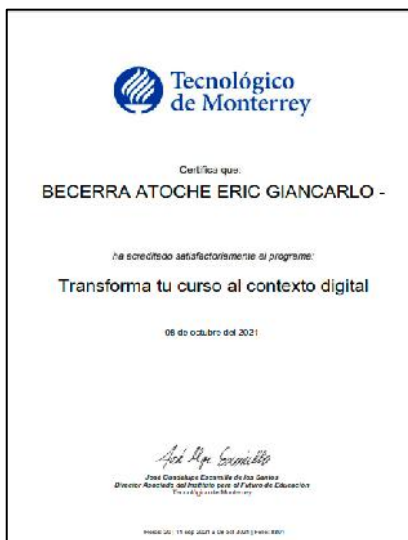 Tecnológico
de Monterrey
Certifica que:
BECERRA ATOCHE ERIC GIANCARLO -
ha acreditado satisfactoriamente el programa:
Transforma tu curso al contexto digital
08 de octubre del 2021
José Guadalupe Escamilla de los Santos
Director Asociado del Instituto para el Futuro de Educación
Tecnológico de Monterrey